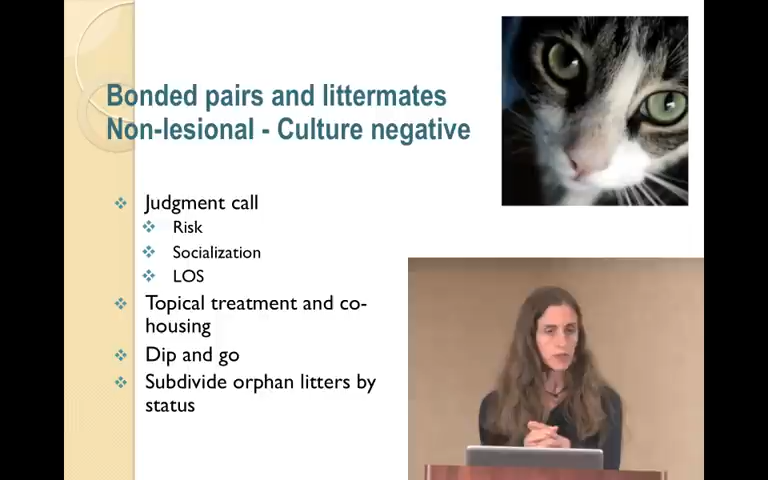 Bonded pairs and littermates
Non-lesional - Culture negative
Judgment call
Risk
Socialization
LOS
Topical treatment and co-
housing
Dip and go
Subdivide orphan litters by
status